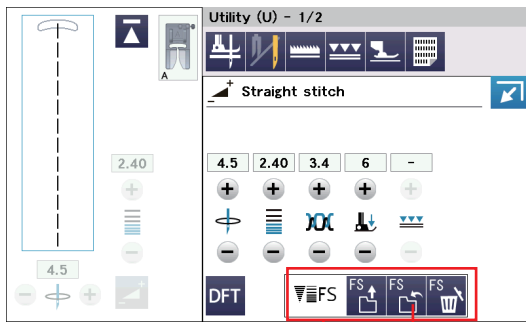 Utility (U) - 1/2
A
Straight stitch
2.40
4.5 2.40 3.4 6 -
4.5
DFT FS FS FS FS